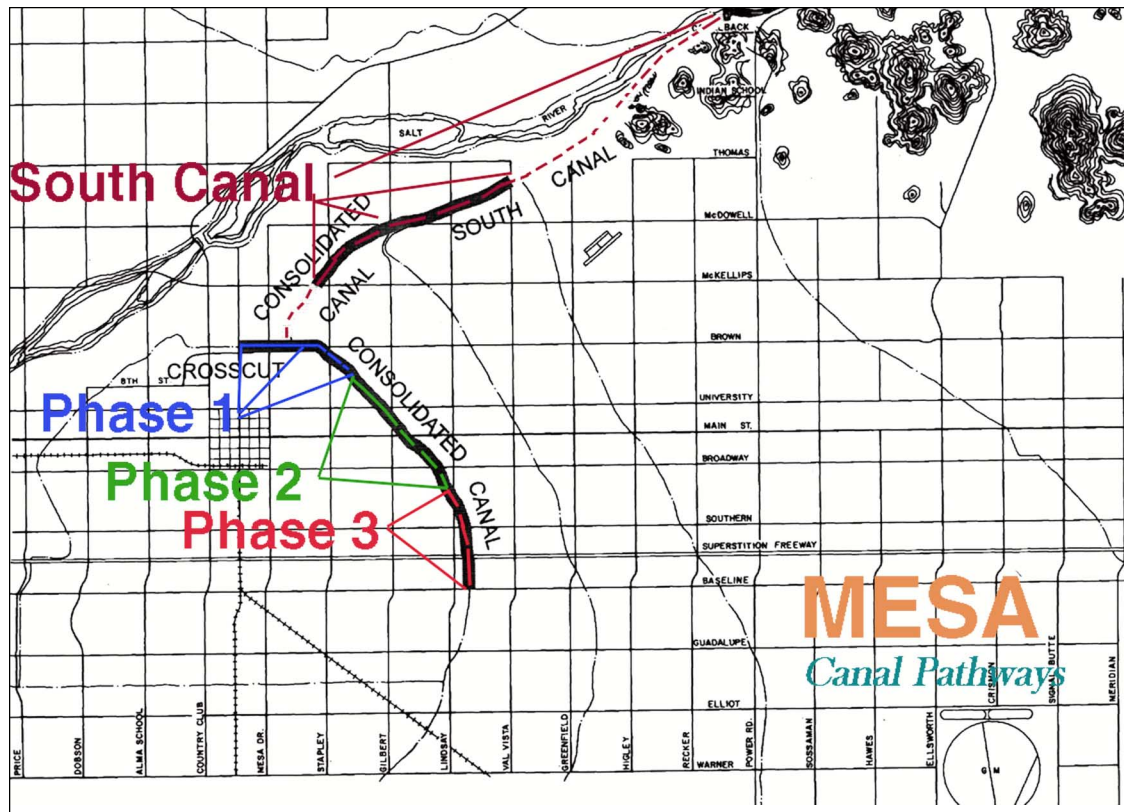 BACK
INDIAN SCHOOL
RIVER
SALT
THOMAS
CANAL
South Canal
CONSOLIDATED
SOUTH
McDOWELL
CANAL
McKELLIPS
BROWN
CROSSCUT
CONSOLIDATED
8TH ST.
UNIVERSITY
Phase 1
MAIN ST.
BROADWAY
Phase 2
CANAL
Phase 3
SOUTHERN
SUPERSTITION FREEWAY
BASELINE
MESA
Canal Pathways
GUADALUPE
ELLIOT
WARNER
PRICE
DOBSON
ALMA SCHOOL
COUNTRY CLUB
MESA DR.
STAPLEY
GILBERT
LINDSAY
VAL VISTA
GREENFIELD
HIGLEY
RECKER
POWER RD.
SOSSAMAN
HAWES
ELLSWORTH
CRISMON
SIGNAL BUTTE
MERIDIAN
G M